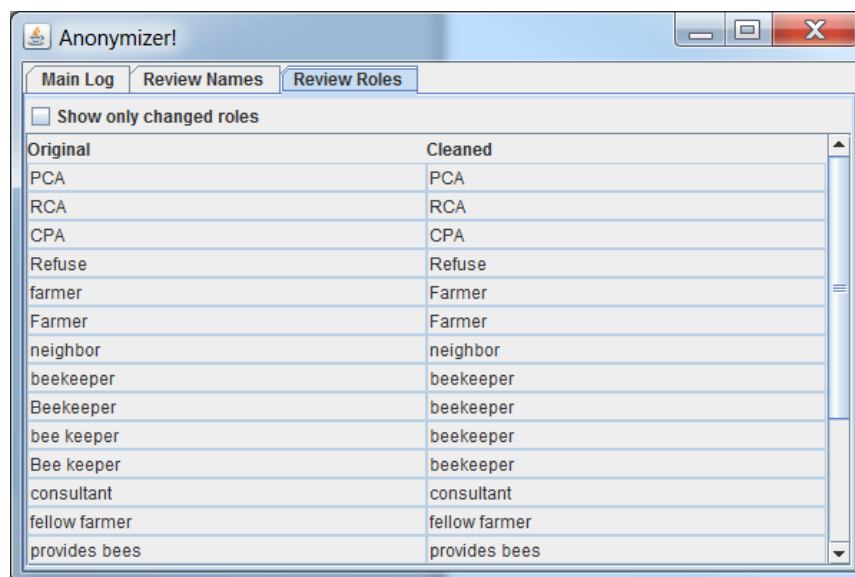 Anonymizer!
Main Log Review Names Review Roles
Show only changed roles
Original Cleaned
PCA PCA
RCA RCA
CPA CPA
Refuse Refuse
farmer Farmer
Farmer Farmer
neighbor neighbor
beekeeper beekeeper
Beekeeper beekeeper
bee keeper beekeeper
Bee keeper beekeeper
consultant consultant
fellow farmer fellow farmer
provides bees provides bees